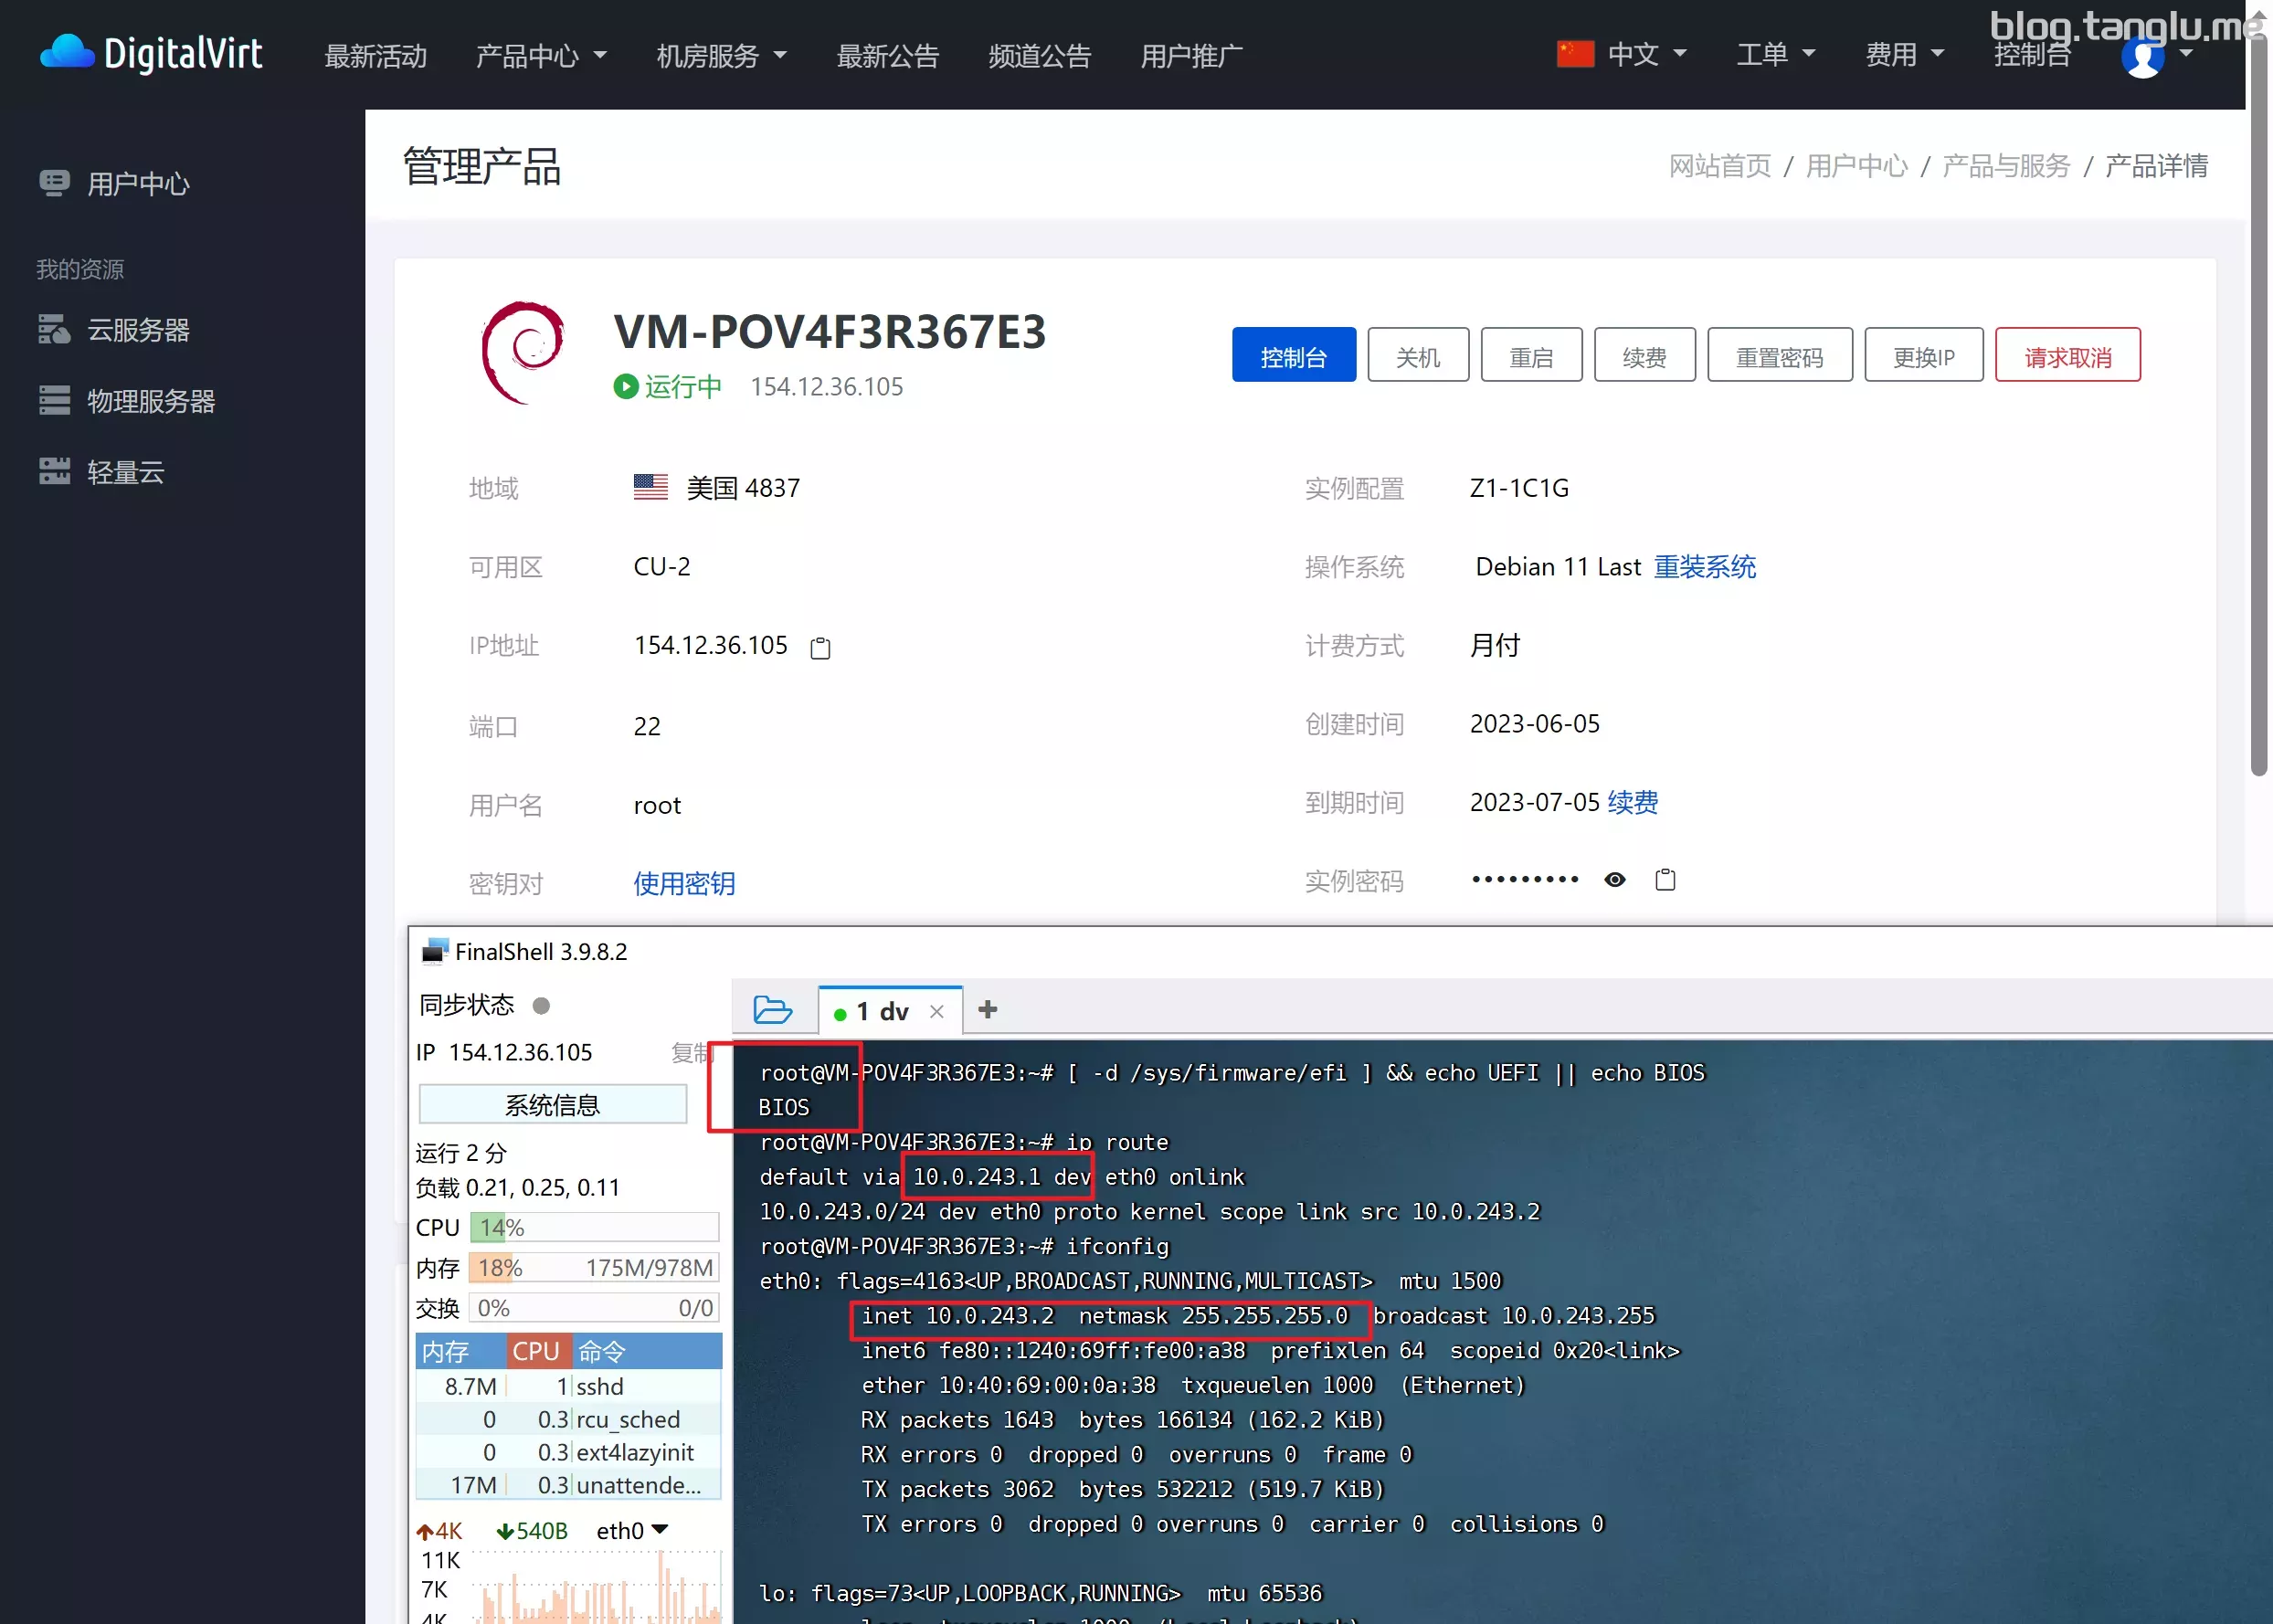 blog.tanglu.me
DigitalVirt 最新活动 产品中心 机房服务 最新公告 频道公告 用户推广 中文 工单 费用 控制台
用户中心
我的资源
云服务器
物理服务器
轻量云
管理产品
网站首页 / 用户中心 / 产品与服务 / 产品详情
VM-POV4F3R367E3
运行中 154.12.36.105
控制台 关机 重启 续费 重置密码 更换IP 请求取消
地域 美国 4837 实例配置 Z1-1C1G
可用区 CU-2 操作系统 Debian 11 Last 重装系统
IP地址 154.12.36.105 计费方式 月付
端口 22 创建时间 2023-06-05
用户名 root 到期时间 2023-07-05 续费
密钥对 使用密钥 实例密码 •••••••••
FinalShell 3.9.8.2
同步状态
IP 154.12.36.105 复制
系统信息
运行 2 分
负载 0.21, 0.25, 0.11
CPU 14%
内存 18% 175M/978M
交换 0% 0/0
内存 CPU 命令
8.7M 1 sshd
0 0.3 rcu_sched
0 0.3 ext4lazyinit
17M 0.3 unattende...
4K 540B eth0
11K
7K
4K
1 dv
root@VM-POV4F3R367E3:~# [ -d /sys/firmware/efi ] && echo UEFI || echo BIOS
BIOS
root@VM-POV4F3R367E3:~# ip route
default via 10.0.243.1 dev eth0 onlink
10.0.243.0/24 dev eth0 proto kernel scope link src 10.0.243.2
root@VM-POV4F3R367E3:~# ifconfig
eth0: flags=4163<UP,BROADCAST,RUNNING,MULTICAST> mtu 1500
inet 10.0.243.2 netmask 255.255.255.0 broadcast 10.0.243.255
inet6 fe80::1240:69ff:fe00:a38 prefixlen 64 scopeid 0x20<link>
ether 10:40:69:00:0a:38 txqueuelen 1000 (Ethernet)
RX packets 1643 bytes 166134 (162.2 KiB)
RX errors 0 dropped 0 overruns 0 frame 0
TX packets 3062 bytes 532212 (519.7 KiB)
TX errors 0 dropped 0 overruns 0 carrier 0 collisions 0
lo: flags=73<UP,LOOPBACK,RUNNING> mtu 65536